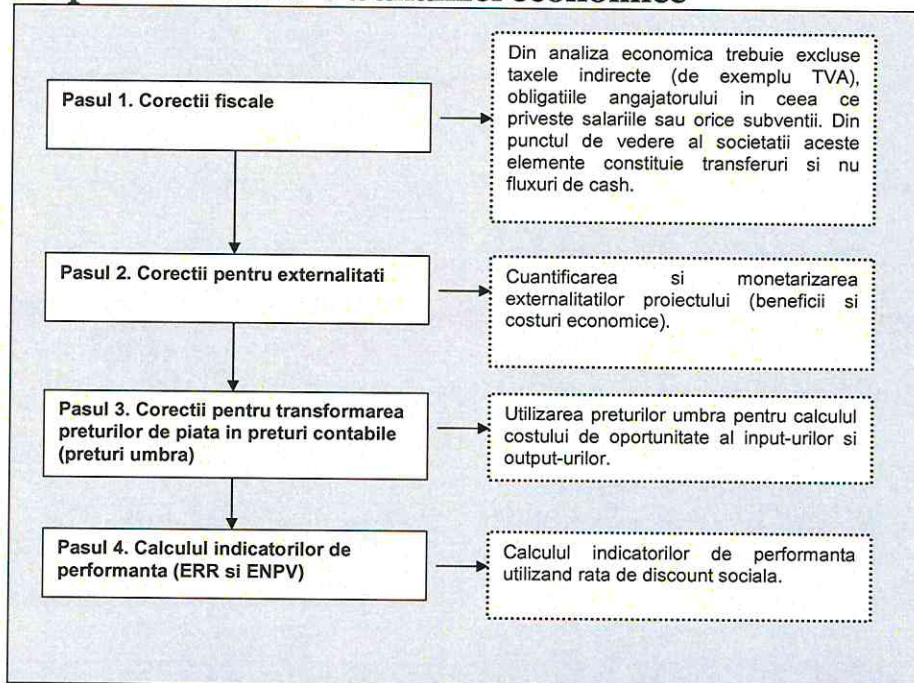 analizei economice
Pasul 1. Corectii fiscale
Din analiza economica trebuie excluse
taxele indirecte (de exemplu TVA),
obligatiile angajatorului in ceea ce
priveste salariile sau orice subventii. Din
punctul de vedere al societatii aceste
elemente constituie transferuri si nu
fluxuri de cash.
Pasul 2. Corectii pentru externalitati
Cuantificarea si monetarizarea
externalitatilor proiectului (beneficii si
costuri economice).
Pasul 3. Corectii pentru transformarea
preturilor de piata in preturi contabile
(preturi umbra)
Utilizarea preturilor umbra pentru calculul
costului de oportunitate al input-urilor si
output-urilor.
Pasul 4. Calculul indicatorilor de
performanta (ERR si ENPV)
Calculul indicatorilor de performanta
utilizand rata de discount sociala.